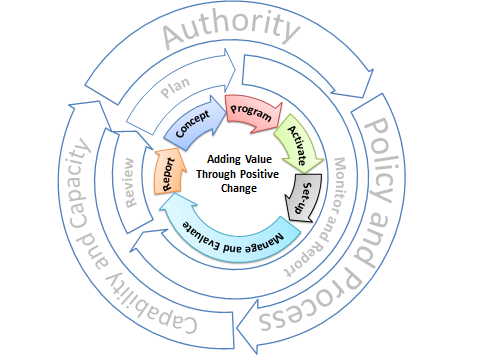 Authority
Policy and Process
Capability and Capacity
Plan
Monitor and Report
Review
Concept
Program
Activate
Set-up
Manage and Evaluate
Report
Adding Value
Through Positive
Change